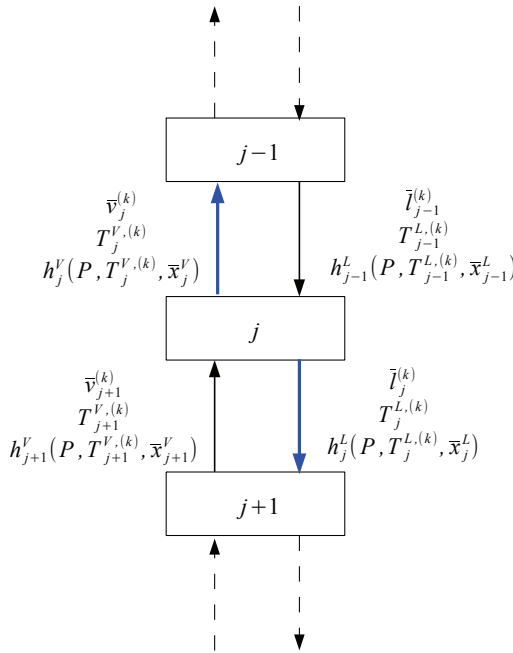 j−1
v̄_j^(k)
T_j^{V,(k)}
h_j^V(P, T_j^{V,(k)}, x̄_j^V)
l̄_{j−1}^(k)
T_{j−1}^{L,(k)}
h_{j−1}^L(P, T_{j−1}^{L,(k)}, x̄_{j−1}^L)
j
v̄_{j+1}^(k)
T_{j+1}^{V,(k)}
h_{j+1}^V(P, T_{j+1}^{V,(k)}, x̄_{j+1}^V)
l̄_j^(k)
T_j^{L,(k)}
h_j^L(P, T_j^{L,(k)}, x̄_j^L)
j+1